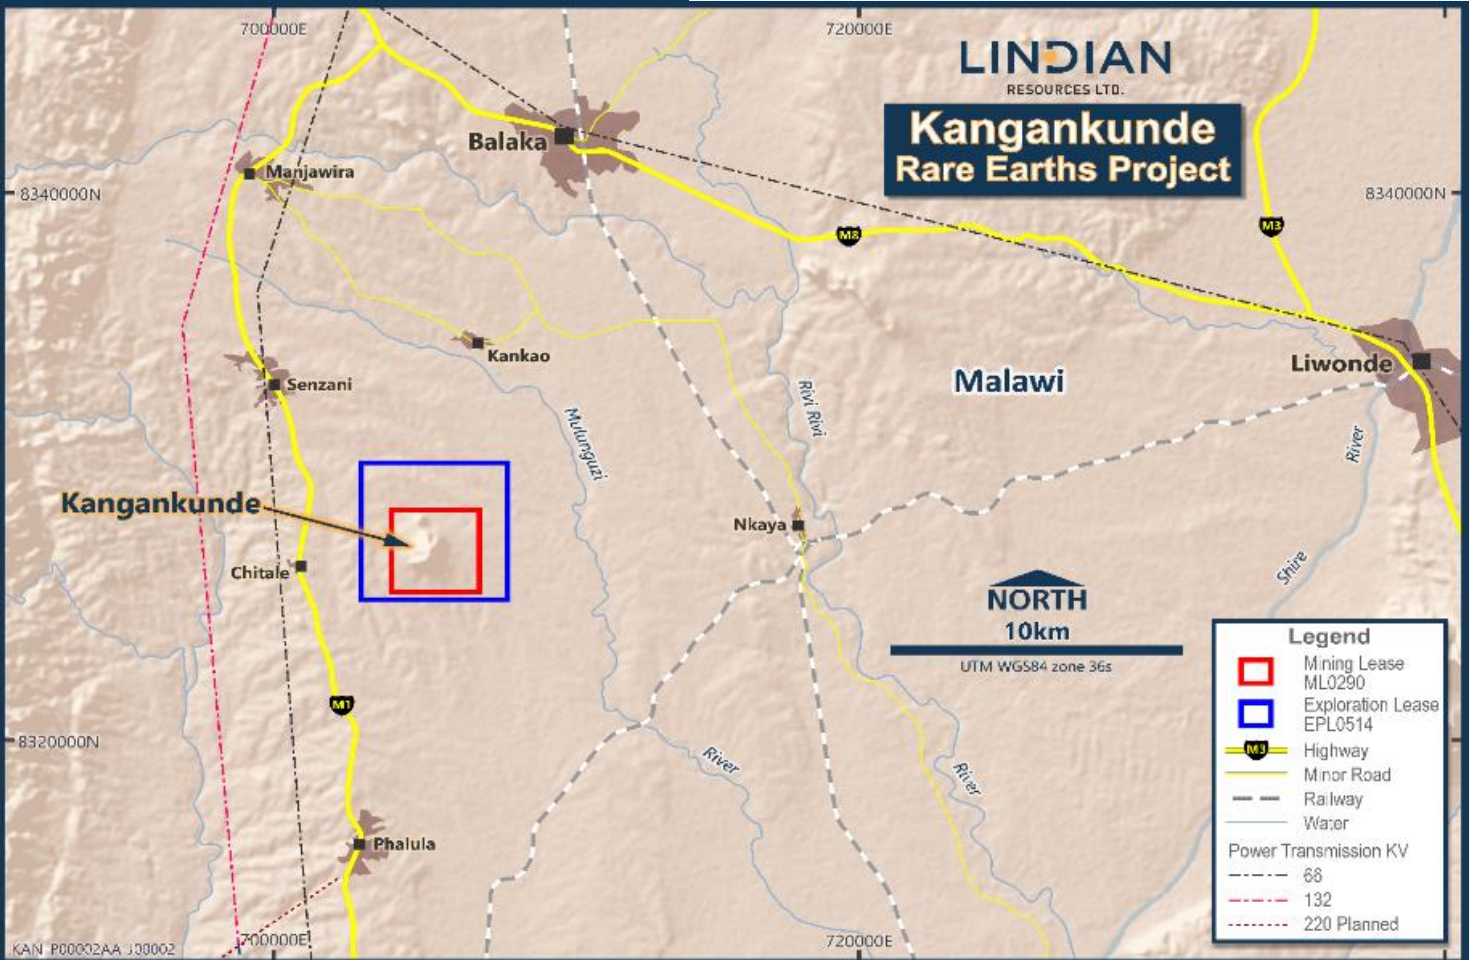 700000E
720000E
LINDIAN
RESOURCES LTD.
Kangankunde
Rare Earths Project
Balaka
Manjawira
8340000N
8340000N
M3
M8
Kankao
Liwonde
Senzani
Malawi
Rivi Rivi
Mulunguzi
River
Kangankunde
Nkaya
Chitale
Shire
NORTH
10km
UTM WGS84 zone 36s
M1
8320000N
River
River
Phalula
Legend
Mining Lease
ML0290
Exploration Lease
EPL0514
M3
Highway
Minor Road
Railway
Water
Power Transmission KV
66
132
220 Planned
700000E
720000E